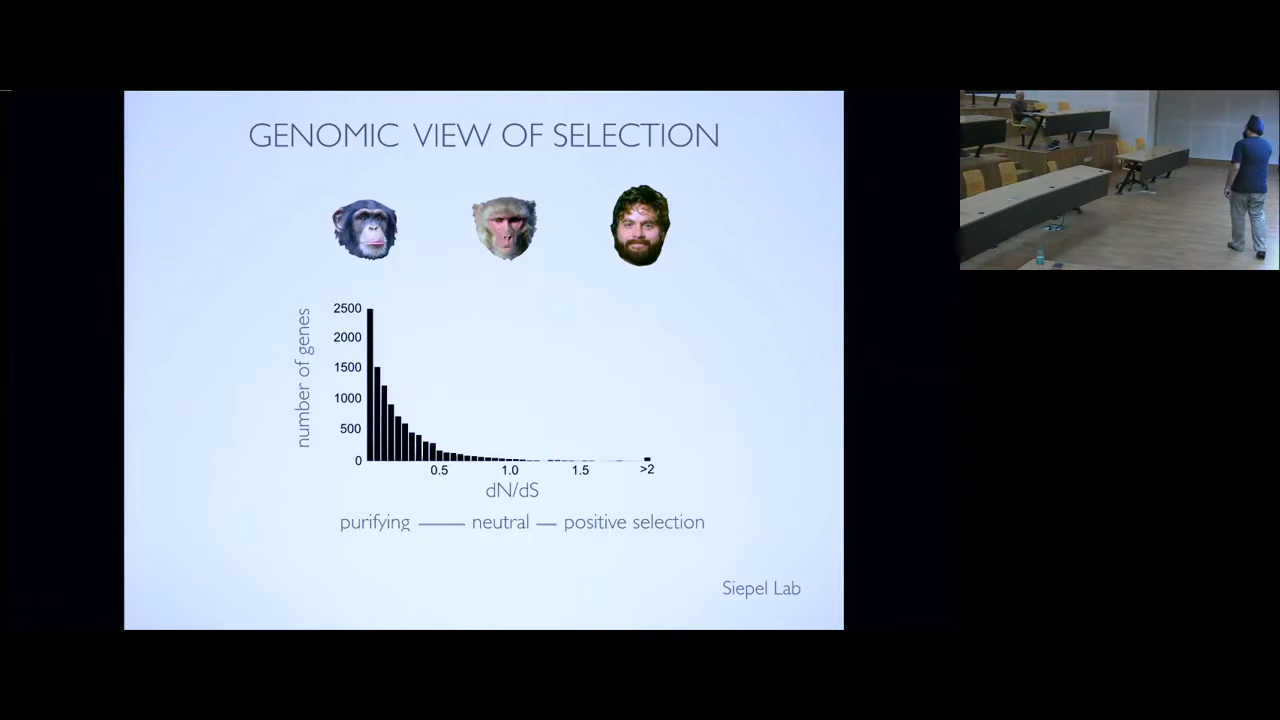 GENOMIC VIEW OF SELECTION
number of genes
2500
2000
1500
1000
500
0
0.5 1.0 1.5 >2
dN/dS
purifying neutral positive selection
Siepel Lab